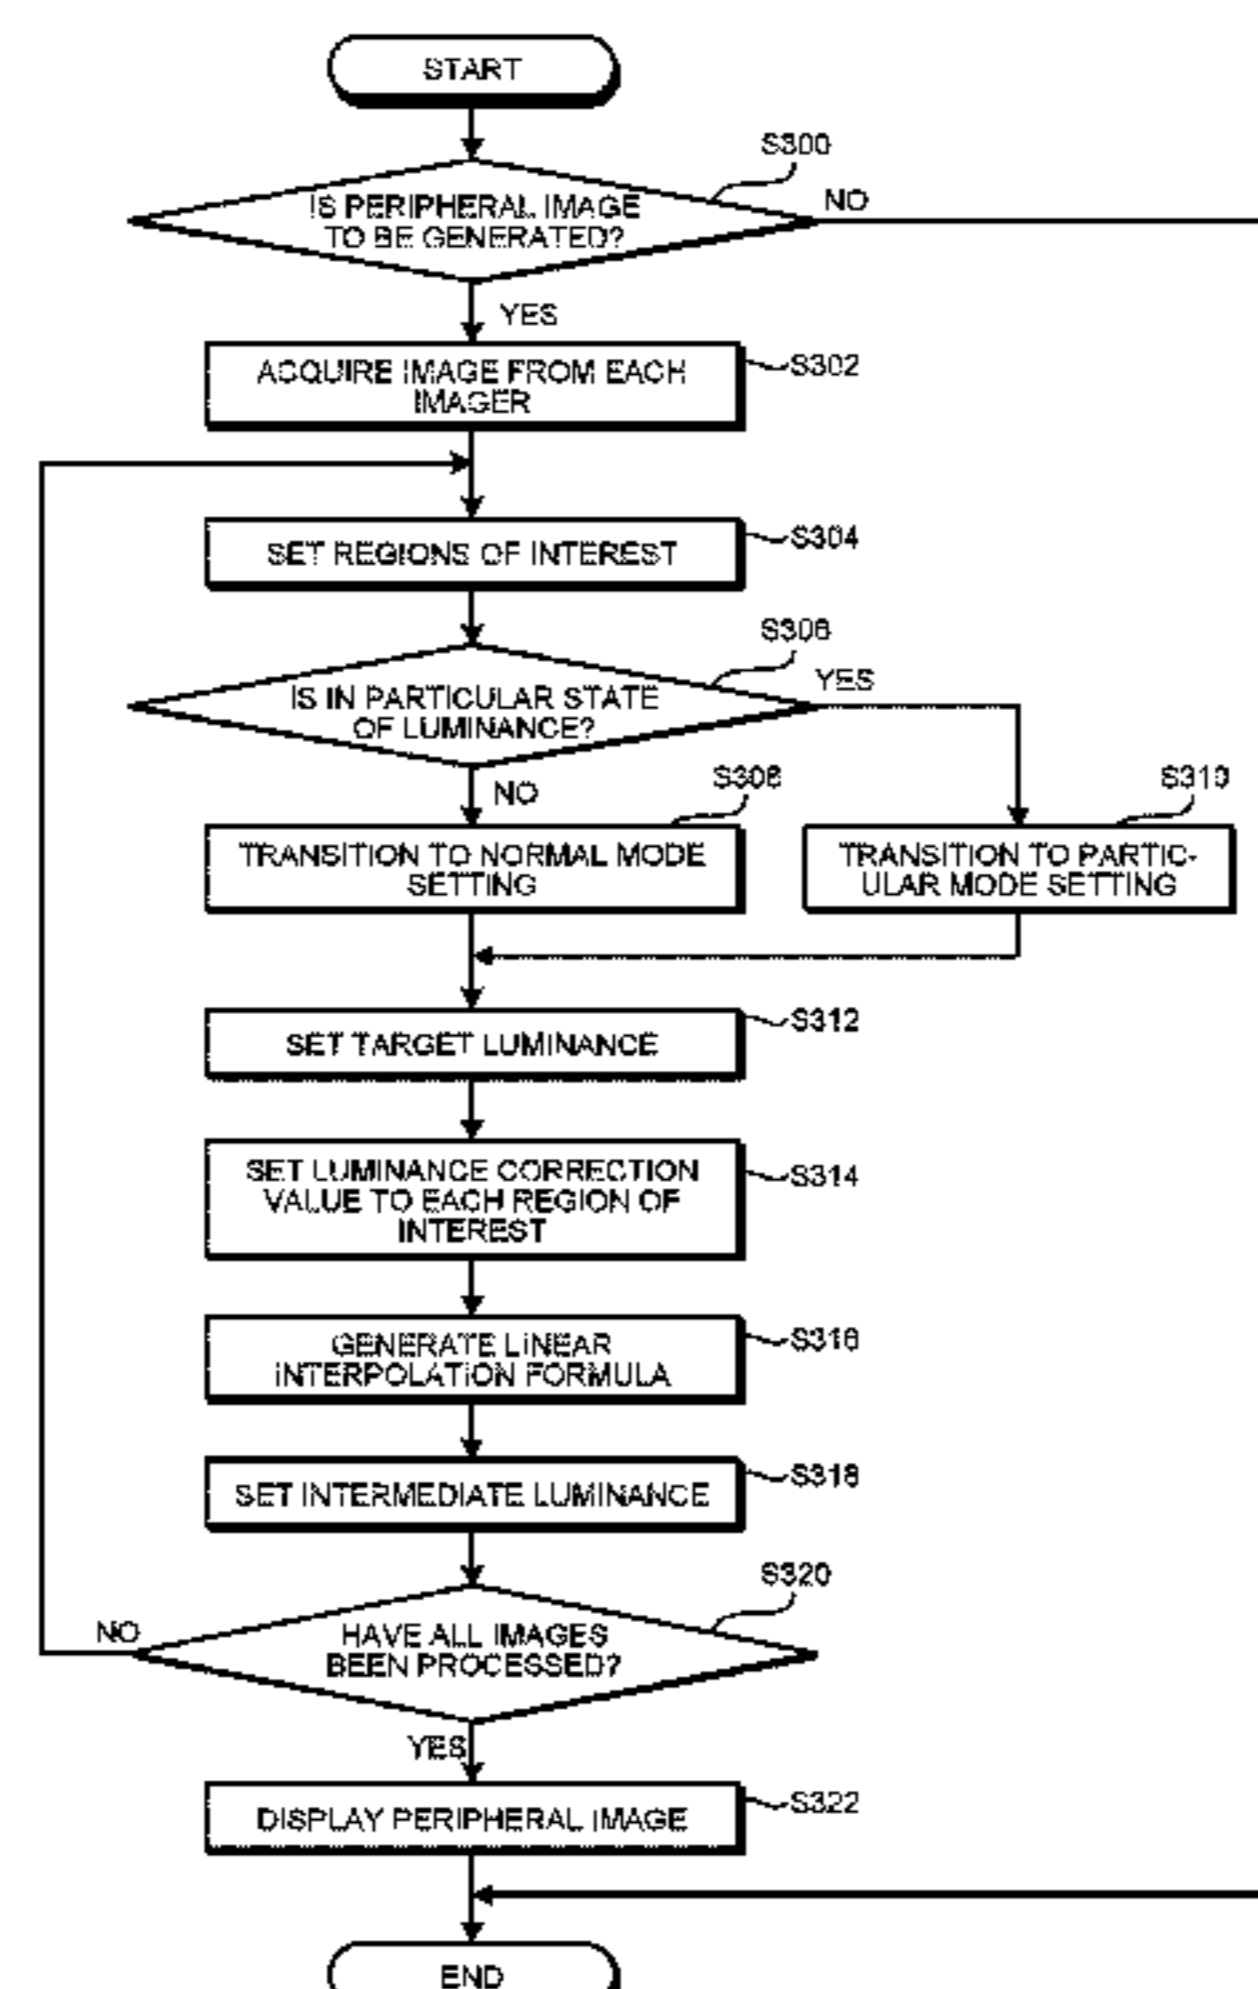 START
S300
IS PERIPHERAL IMAGE
TO BE GENERATED?
NO
YES
ACQUIRE IMAGE FROM EACH
IMAGER
S302
SET REGIONS OF INTEREST
S304
S306
IS IN PARTICULAR STATE
OF LUMINANCE?
YES
NO
S308
TRANSITION TO NORMAL MODE
SETTING
S310
TRANSITION TO PARTIC-
ULAR MODE SETTING
SET TARGET LUMINANCE
S312
SET LUMINANCE CORRECTION
VALUE TO EACH REGION OF
INTEREST
S314
GENERATE LINEAR
INTERPOLATION FORMULA
S316
SET INTERMEDIATE LUMINANCE
S318
S320
HAVE ALL IMAGES
BEEN PROCESSED?
NO
YES
DISPLAY PERIPHERAL IMAGE
S322
END